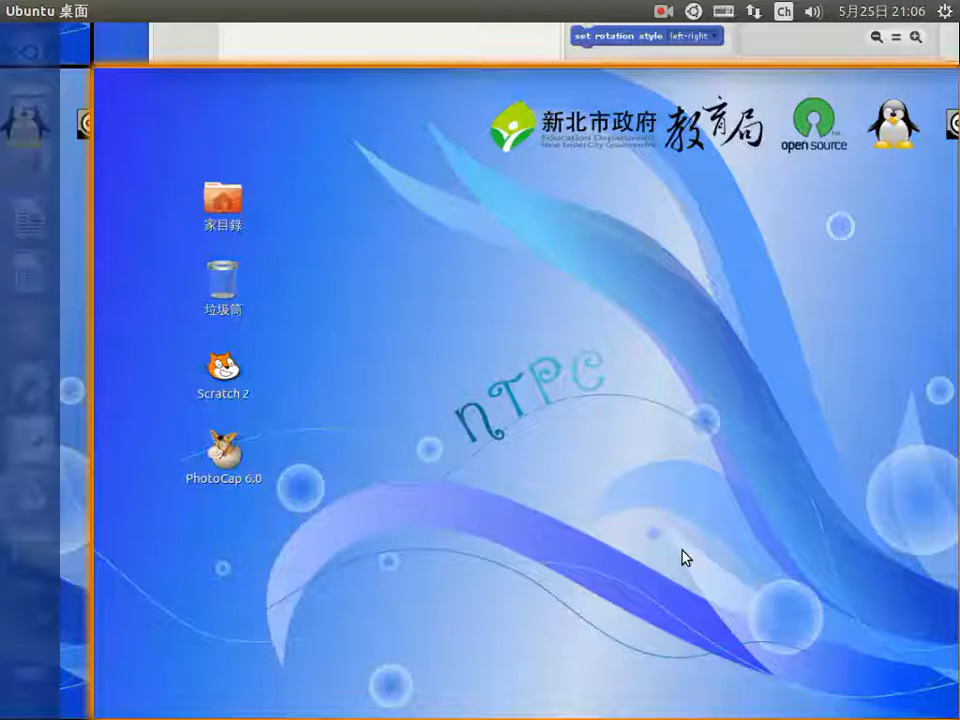 Ubuntu 桌面
Ch
5月25日 21:06
set rotation style left-right
新北市政府 教育局
Education Department
New Taipei City Government
open source
家目錄
垃圾筒
Scratch 2
PhotoCap 6.0
nTPC